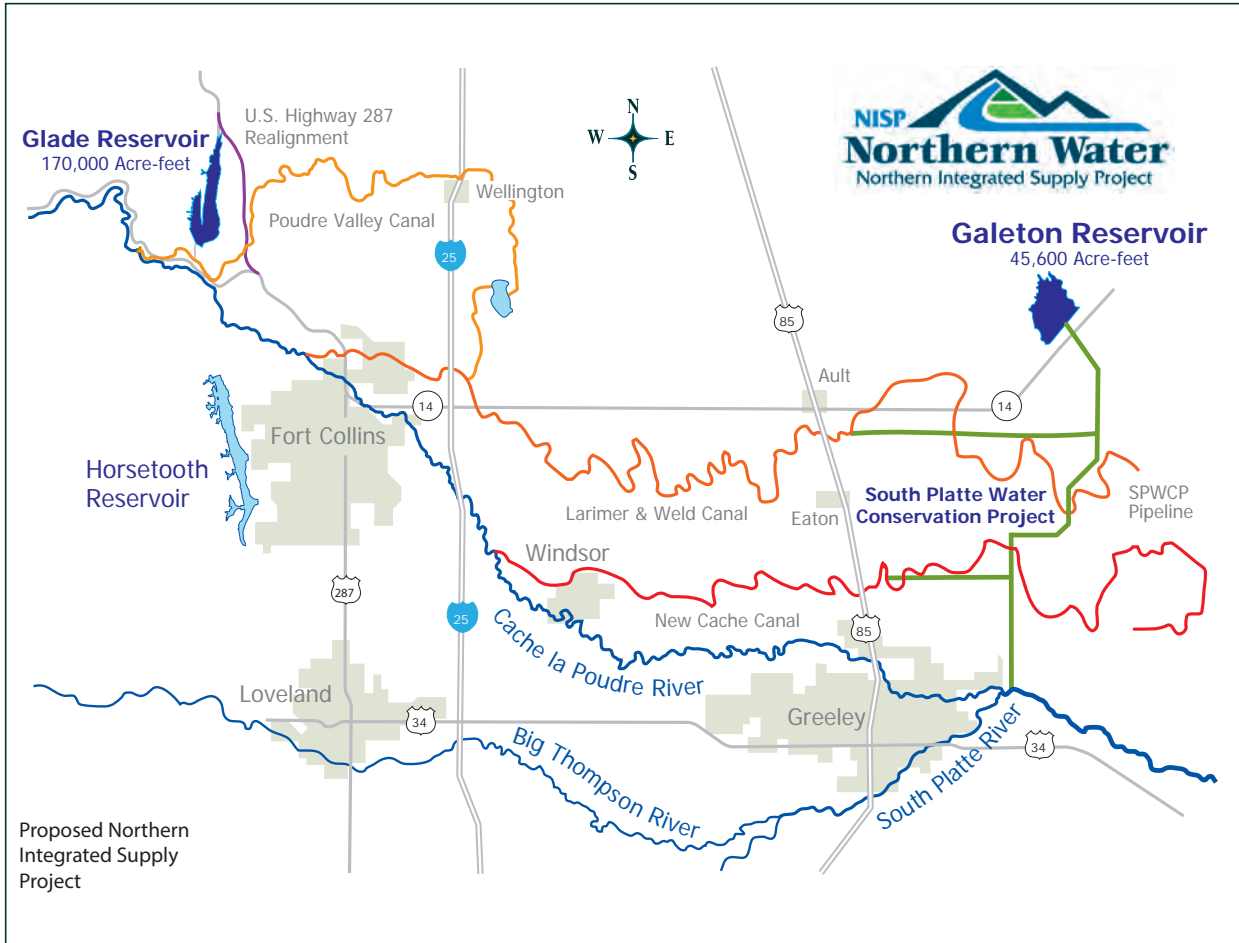 Glade Reservoir
170,000 Acre-feet
U.S. Highway 287
Realignment
N
W E
S
NISP
Northern Water
Northern Integrated Supply Project
Wellington
Poudre Valley Canal
25
Galeton Reservoir
45,600 Acre-feet
85
Ault
14
14
Fort Collins
Horsetooth
Reservoir
Larimer & Weld Canal
Eaton
South Platte Water
Conservation Project
SPWCP
Pipeline
Windsor
287
25
New Cache Canal
85
Cache la Poudre River
Loveland
34
Greeley
Big Thompson River
South Platte River
34
Proposed Northern
Integrated Supply
Project